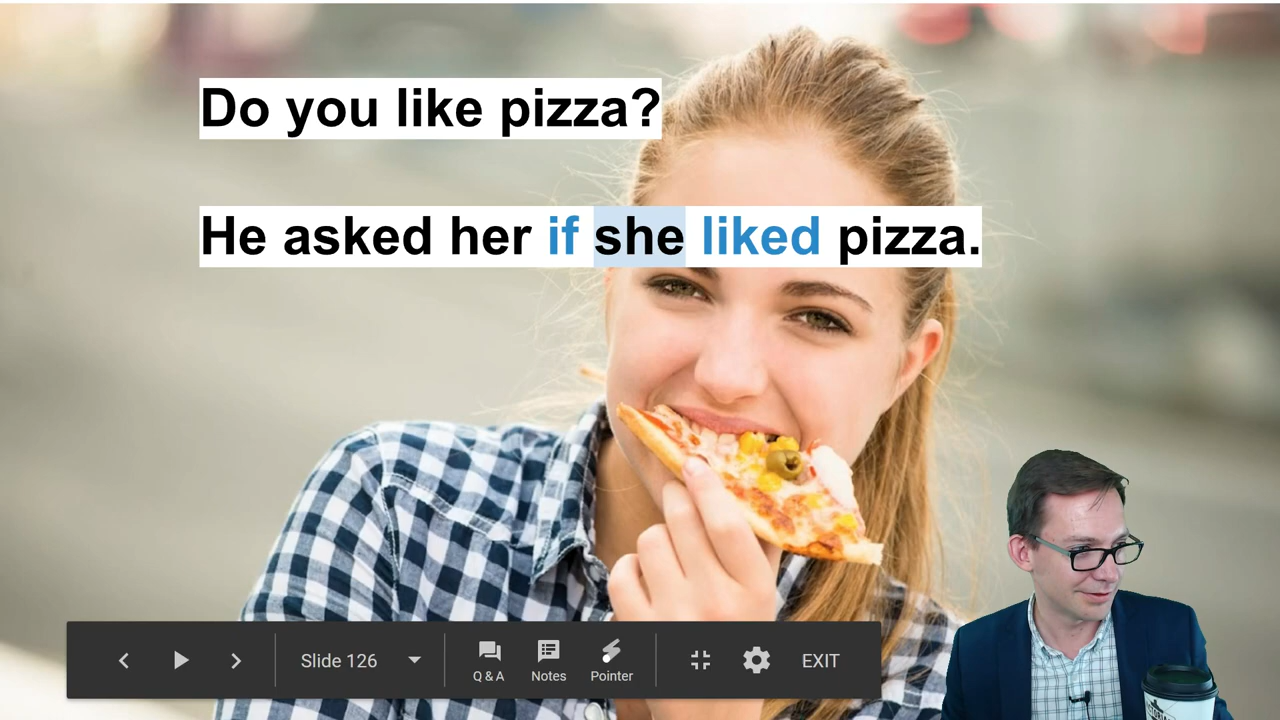 Do you like pizza?
He asked her if she liked pizza.
Slide 126
Q & A
Notes
Pointer
EXIT